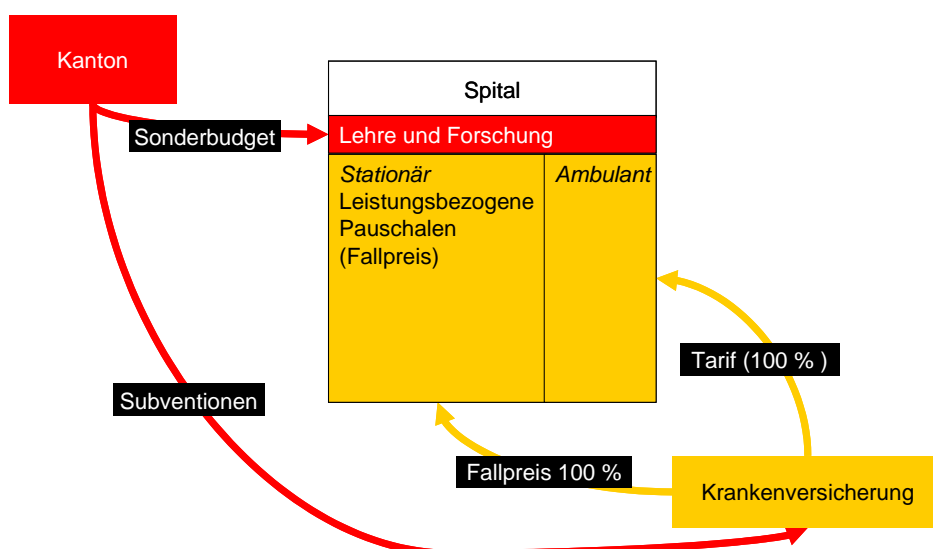 Kanton
Spital
Sonderbudget
Lehre und Forschung
Stationär
Leistungsbezogene
Pauschalen
(Fallpreis)
Ambulant
Tarif (100 % )
Subventionen
Fallpreis 100 %
Krankenversicherung